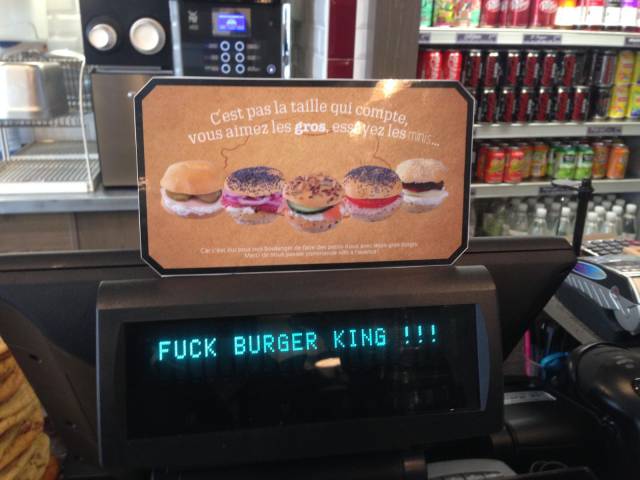 C'est pas la taille qui compte,
vous aimez les gros, essayez les minis...
FUCK BURGER KING !!!